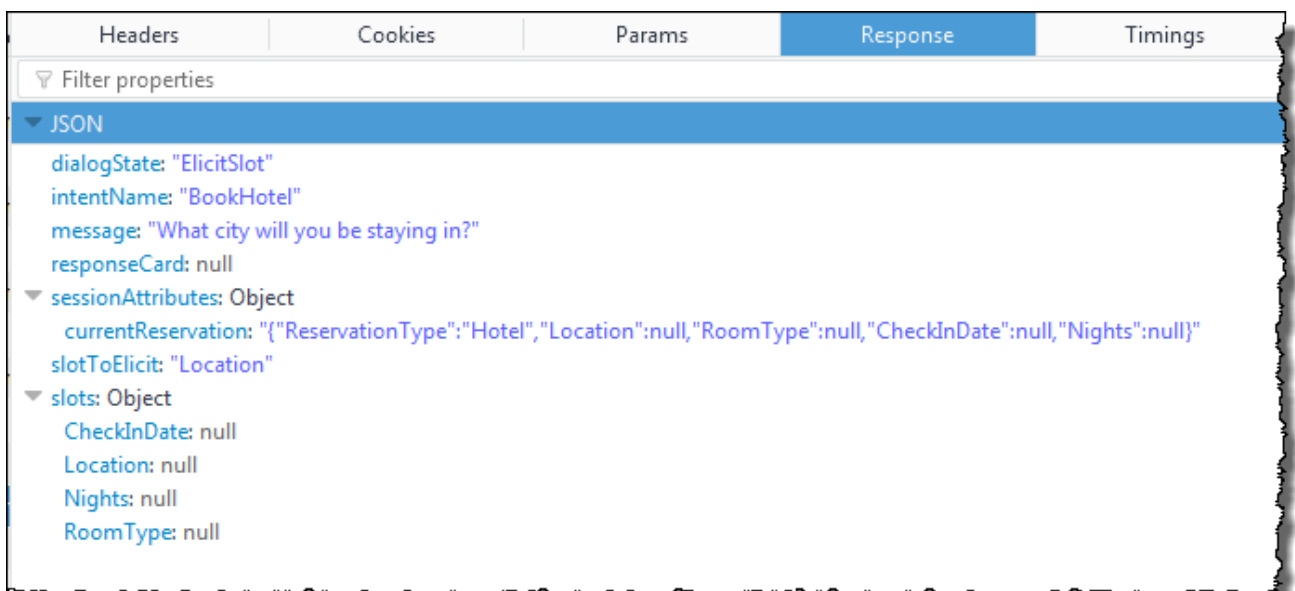 Headers Cookies Params Response Timings
Filter properties
JSON
dialogState: "ElicitSlot"
intentName: "BookHotel"
message: "What city will you be staying in?"
responseCard: null
sessionAttributes: Object
currentReservation: "{"ReservationType":"Hotel","Location":null,"RoomType":null,"CheckInDate":null,"Nights":null}"
slotToElicit: "Location"
slots: Object
CheckInDate: null
Location: null
Nights: null
RoomType: null